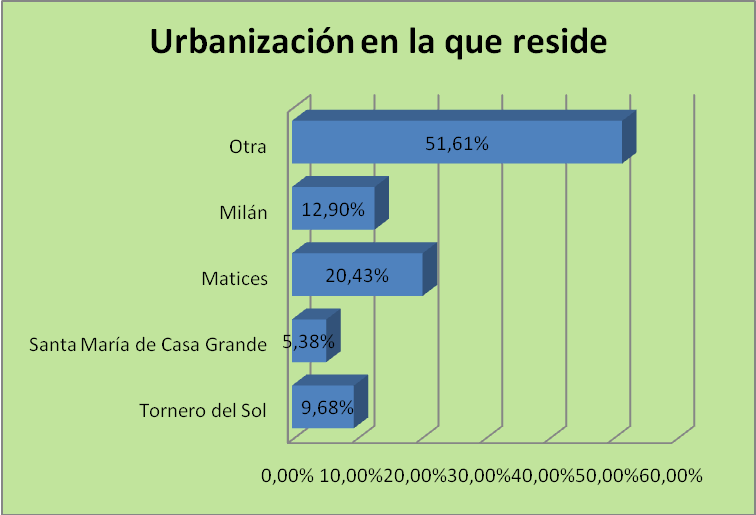 Urbanización en la que reside
Otra
51,61%
Milán
12,90%
Matices
20,43%
Santa María de Casa Grande
5,38%
Tornero del Sol
9,68%
0,00% 10,00% 20,00% 30,00% 40,00% 50,00% 60,00%